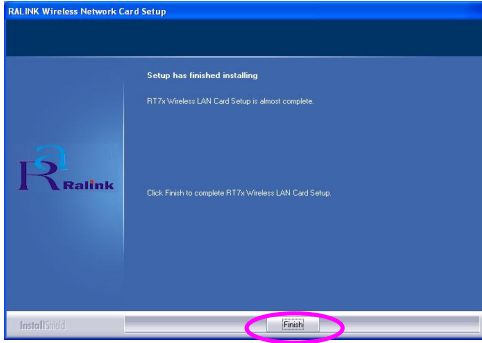 RALINK Wireless Network Card Setup
Setup has finished installing
RT7x Wireless LAN Card Setup is almost complete.
Ralink
Click Finish to complete RT7x Wireless LAN Card Setup.
InstallShield
Finish